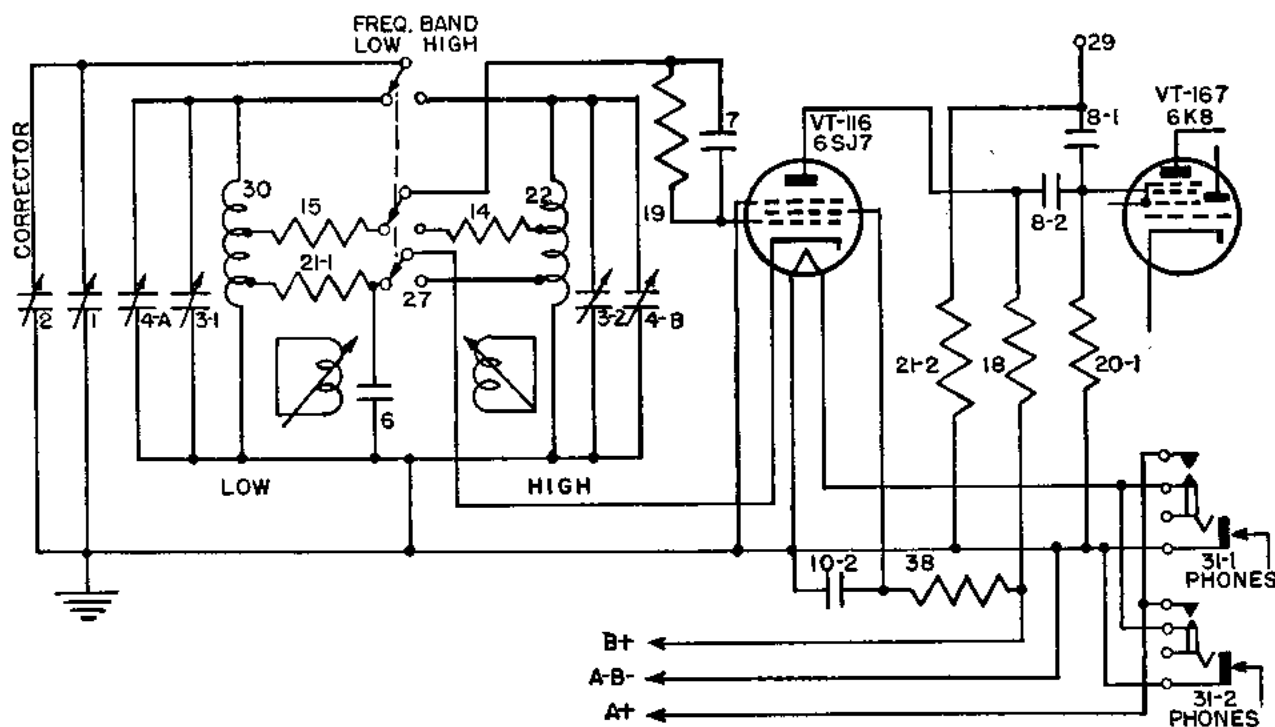 FREQ. BAND
LOW HIGH
29
VT-167
6K8
8-1
VT-116
6SJ7
7
CORRECTOR
30
15
14
22
19
8-2
21-1
27
2
1
4-A
3-1
3-2
4-B
6
21-2
18
20-1
LOW
HIGH
10-2
38
31-1
PHONES
B+
A-B-
A+
31-2
PHONES